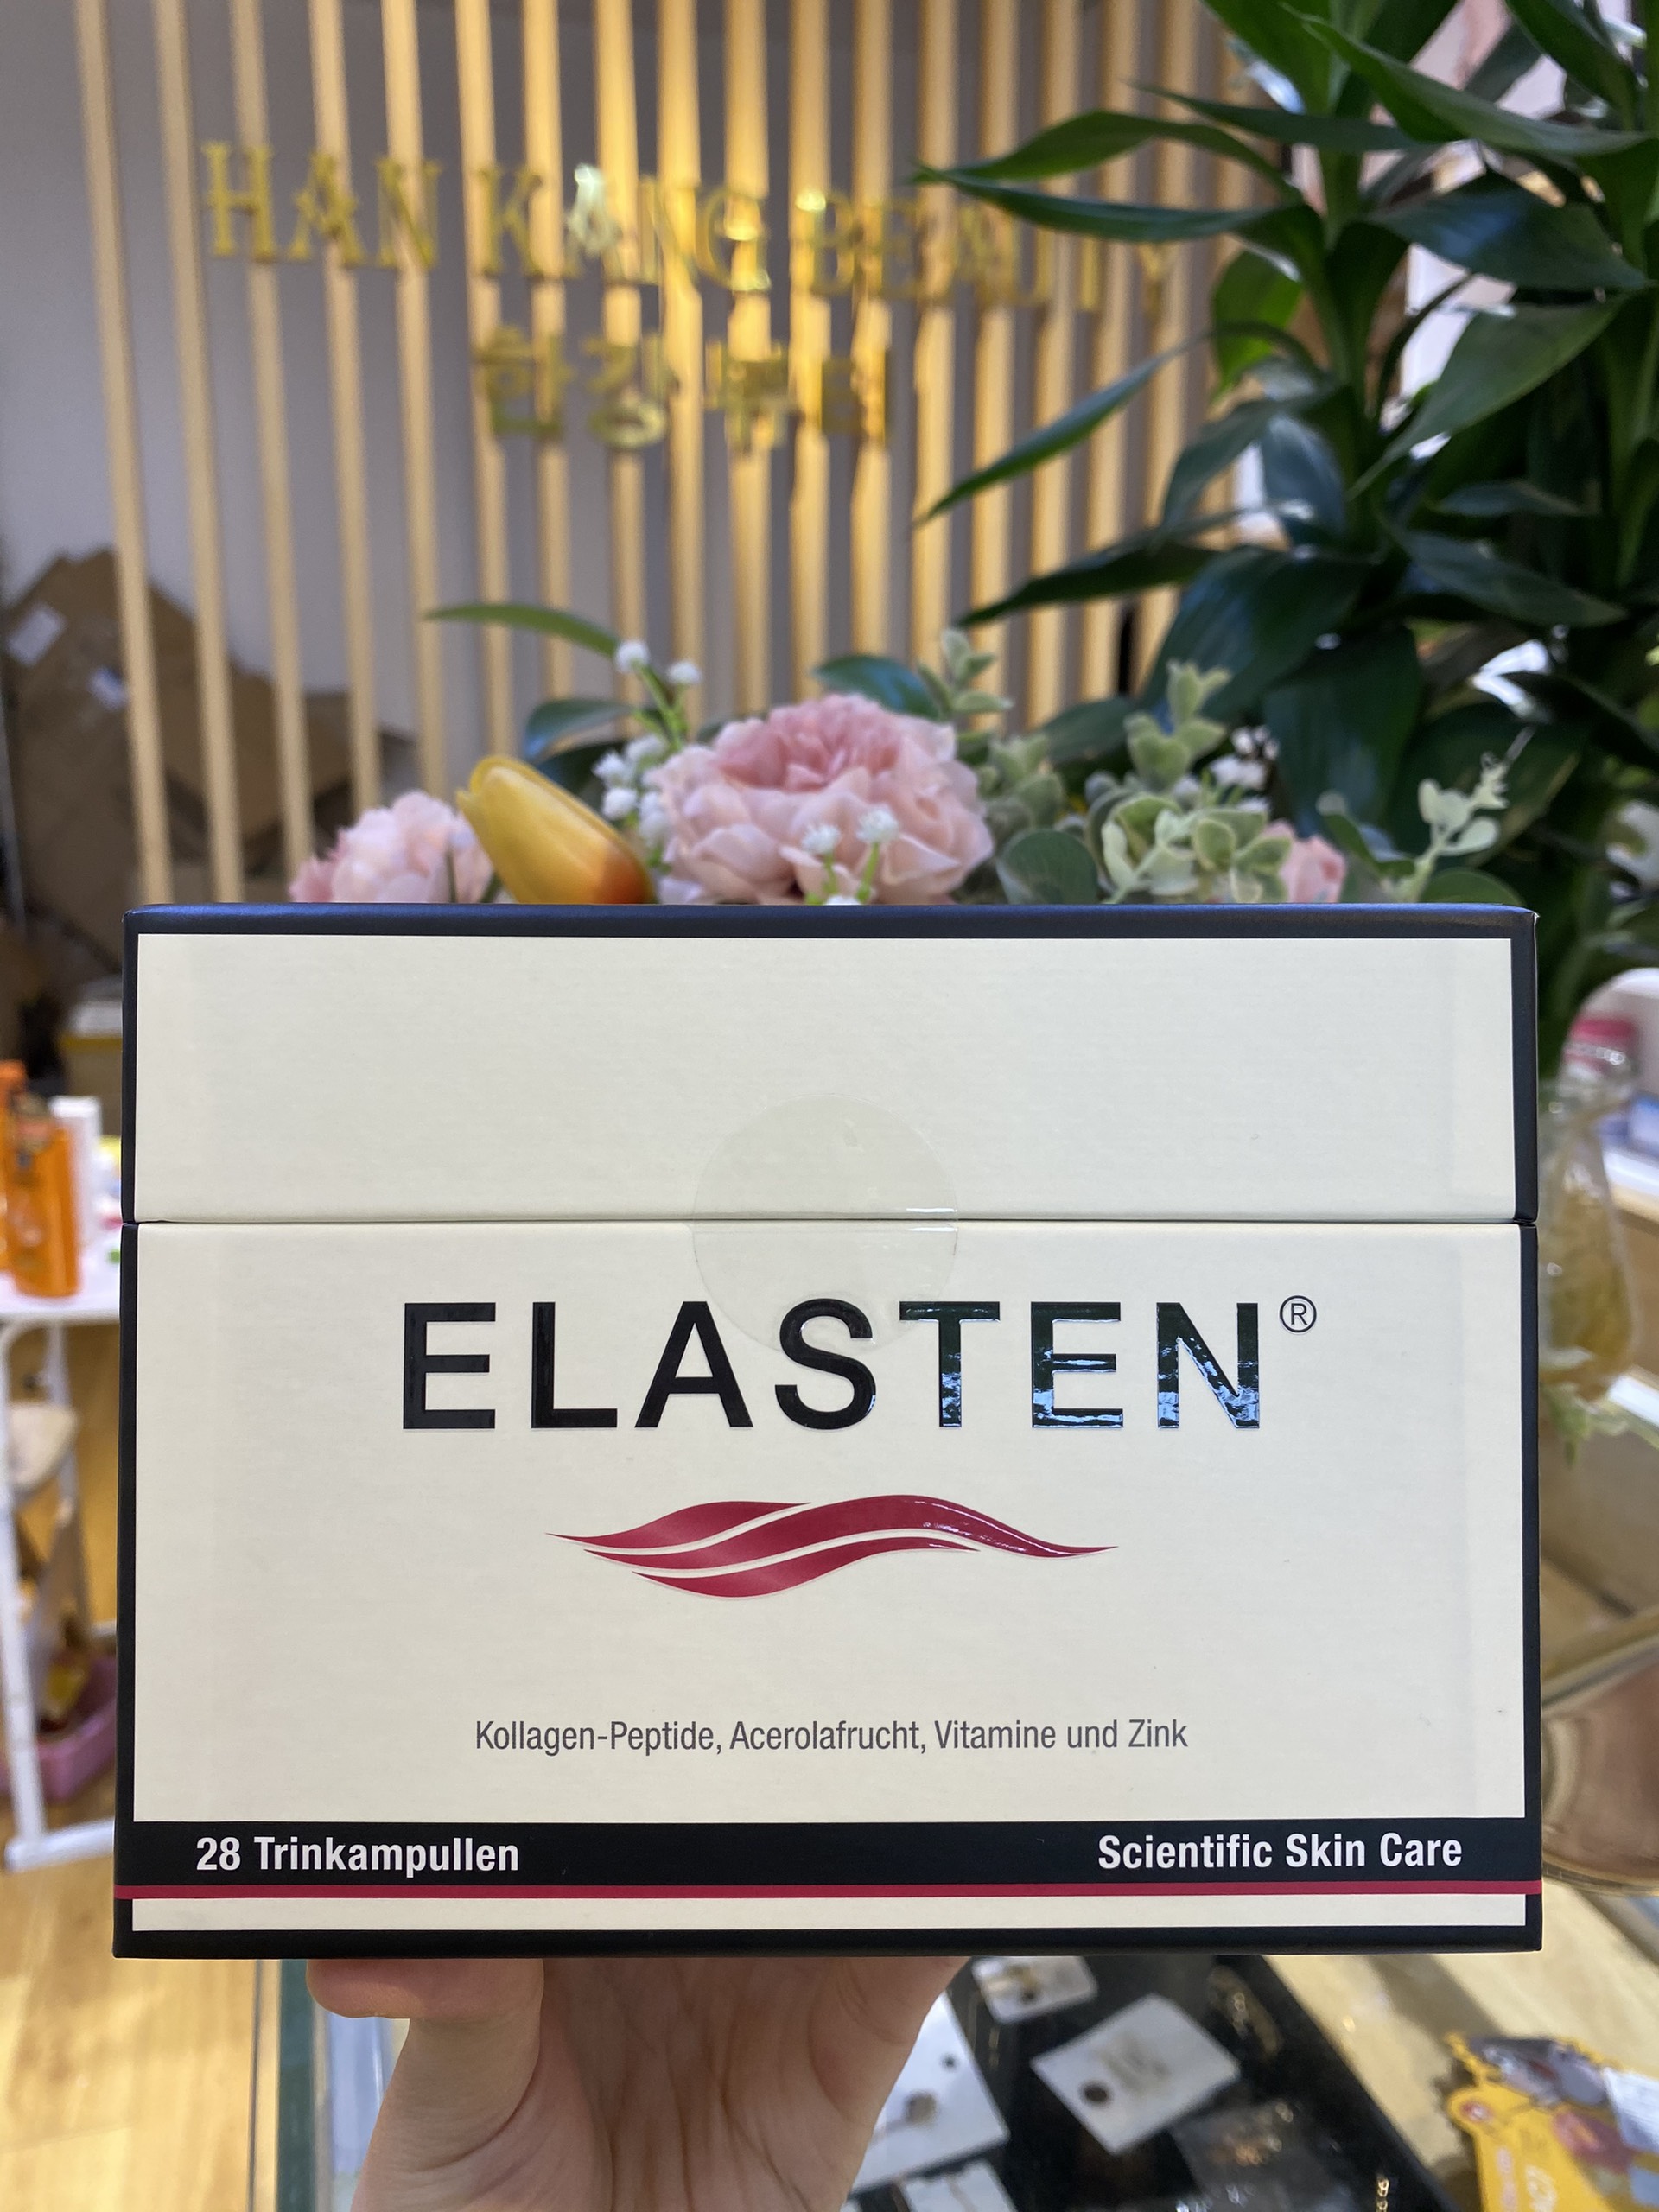 HAN KANG BEAUTY
한강뷰티
ELASTEN®
Kollagen-Peptide, Acerolafrucht, Vitamine und Zink
28 Trinkampullen
Scientific Skin Care